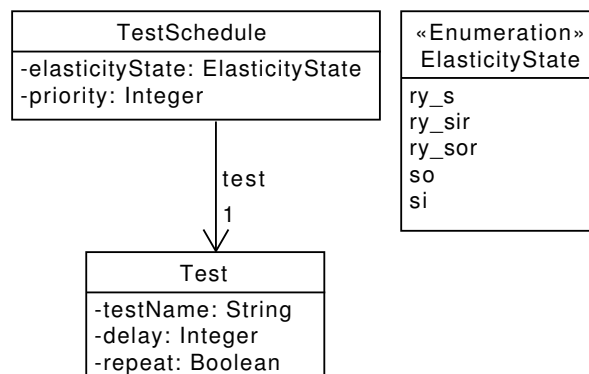 TestSchedule
-elasticityState: ElasticityState
-priority: Integer
test
1
Test
-testName: String
-delay: Integer
-repeat: Boolean
«Enumeration»
ElasticityState
ry_s
ry_sir
ry_sor
so
si